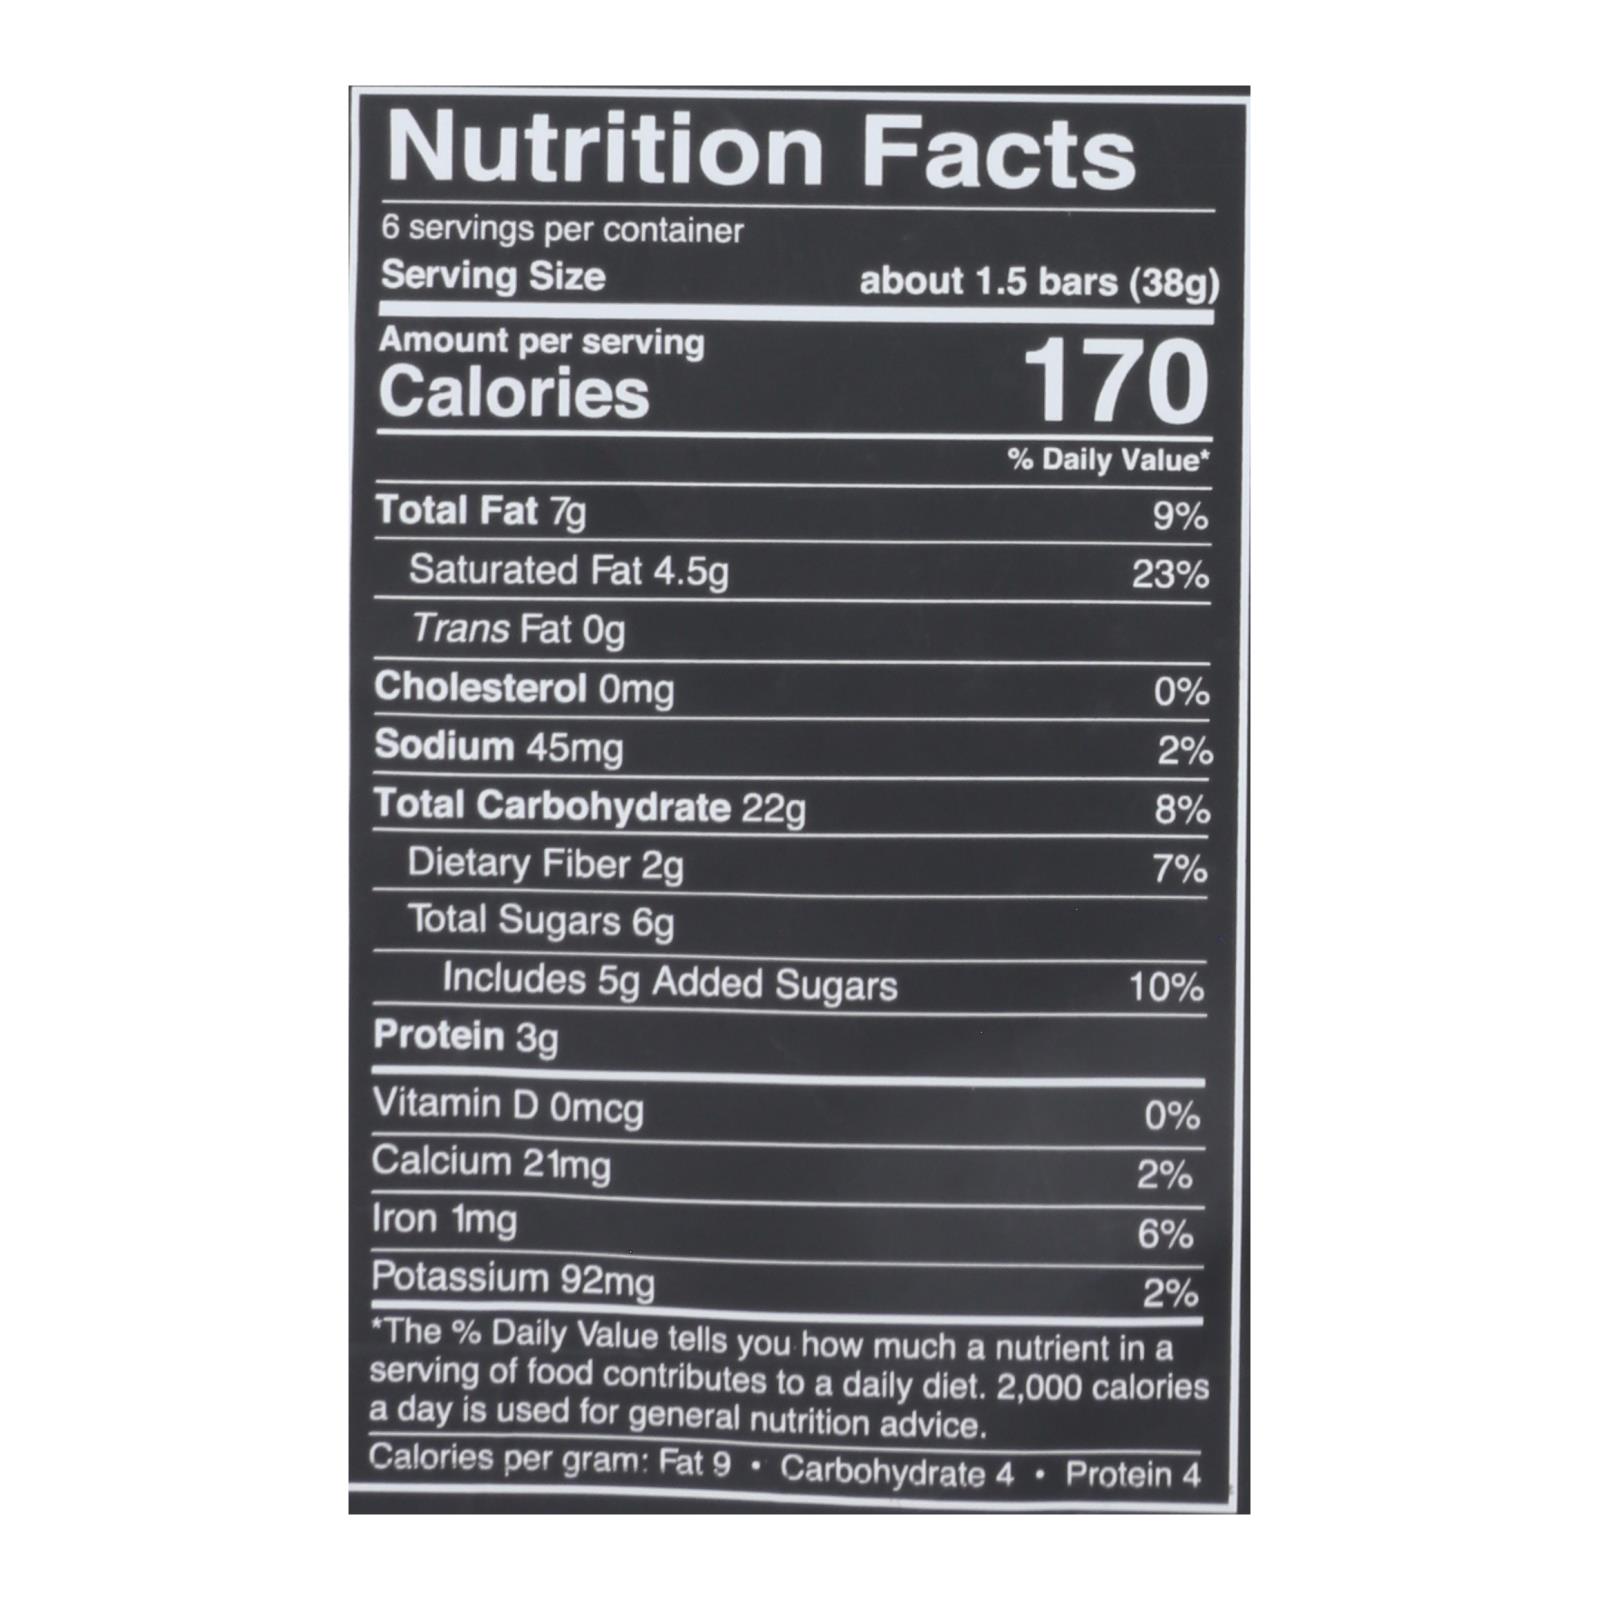 Nutrition Facts
6 servings per container
Serving Size about 1.5 bars (38g)
Amount per serving
Calories 170
% Daily Value*
Total Fat 7g 9%
Saturated Fat 4.5g 23%
Trans Fat 0g
Cholesterol 0mg 0%
Sodium 45mg 2%
Total Carbohydrate 22g 8%
Dietary Fiber 2g 7%
Total Sugars 6g
Includes 5g Added Sugars 10%
Protein 3g
Vitamin D 0mcg 0%
Calcium 21mg 2%
Iron 1mg 6%
Potassium 92mg 2%
*The % Daily Value tells you how much a nutrient in a
serving of food contributes to a daily diet. 2,000 calories
a day is used for general nutrition advice.
Calories per gram: Fat 9 • Carbohydrate 4 • Protein 4